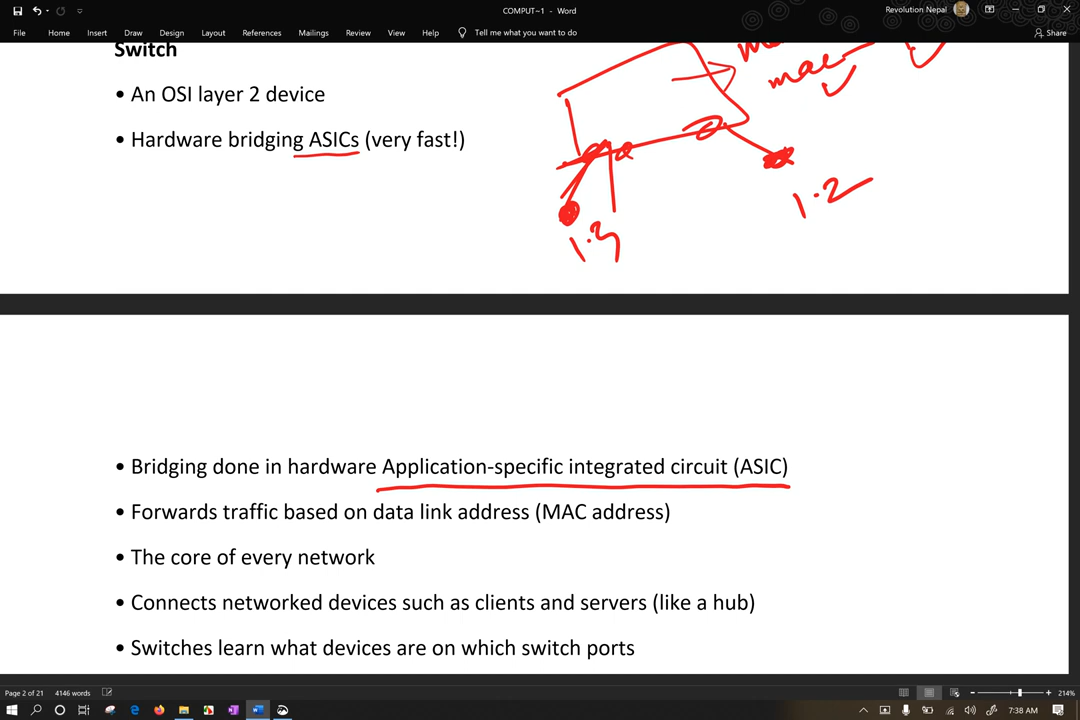 COMPUT~1 - Word
Revolution Nepal
File Home Insert Draw Design Layout References Mailings Review View Help Tell me what you want to do Share
Switch
• An OSI layer 2 device
• Hardware bridging ASICs (very fast!)
mac
1.2
1.3
• Bridging done in hardware Application-specific integrated circuit (ASIC)
• Forwards traffic based on data link address (MAC address)
• The core of every network
• Connects networked devices such as clients and servers (like a hub)
• Switches learn what devices are on which switch ports
Page 2 of 21 4146 words 214%
7:38 AM